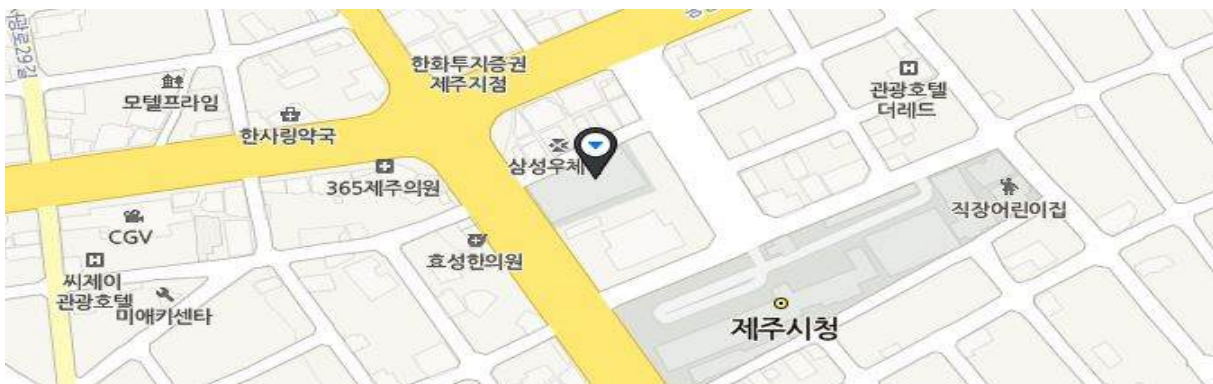 한화투자증권
제주지점
모텔프라임
한사랑약국
관광호텔
더레드
삼성우체
365제주의원
직장어린이집
CGV
효성한의원
씨제이
관광호텔
미애키센타
제주시청